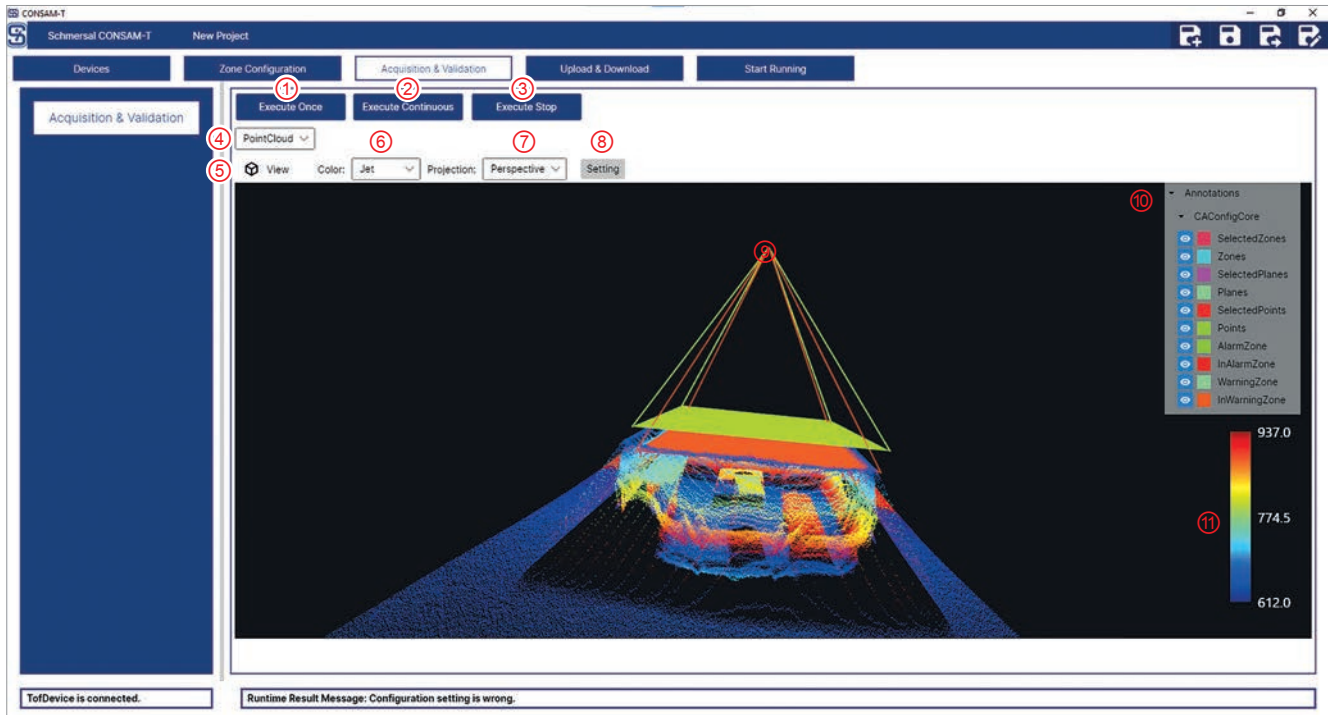 CONSAM-T
Schmersal CONSAM-T New Project
Devices Zone Configuration Acquisition & Validation Upload & Download Start Running
① ② ③
Acquisition & Validation
Execute Once Execute Continuous Execute Stop
④ PointCloud ⑥ ⑦ ⑧
⑤ View Color: Jet Projection: Perspective Setting
⑨
⑩ Annotations
CAConfigCore
SelectedZones
Zones
SelectedPlanes
Planes
SelectedPoints
Points
AlarmZone
InAlarmZone
WarningZone
InWarningZone
937.0
⑪ 774.5
612.0
TofDevice is connected. Runtime Result Message: Configuration setting is wrong.